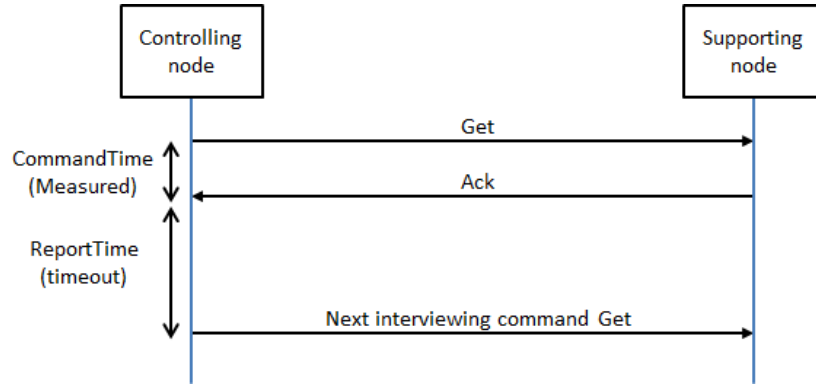 Controlling
node
Supporting
node
Get
CommandTime
(Measured)
Ack
ReportTime
(timeout)
Next interviewing command Get